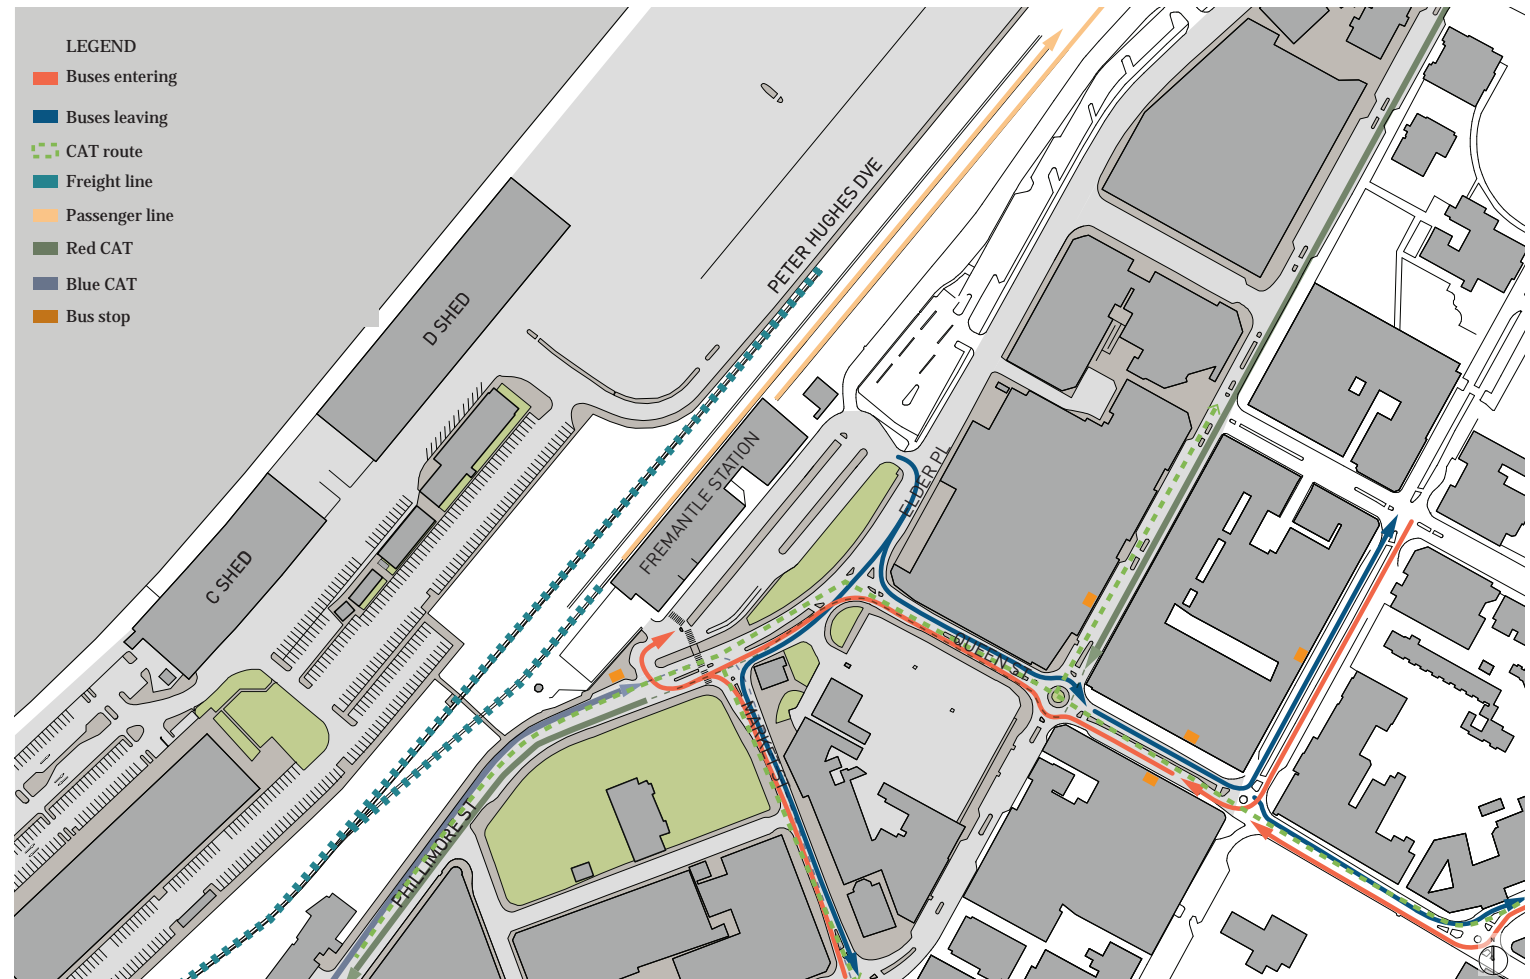 LEGEND
Buses entering
Buses leaving
CAT route
Freight line
Passenger line
Red CAT
Blue CAT
Bus stop
PETER HUGHES DVE
D SHED
C SHED
FREMANTLE STATION
ELDER PL
QUEEN ST
MARKET ST
PHILLIMORE ST
N